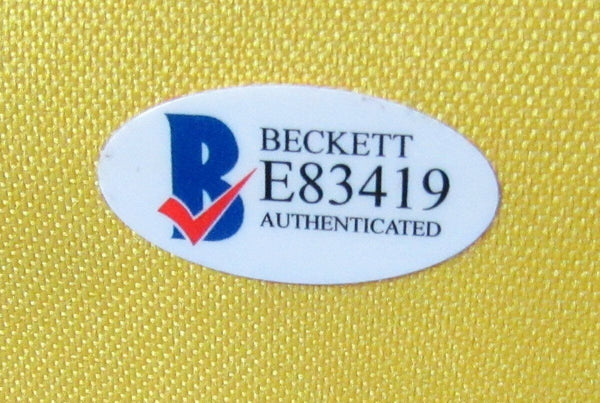 B
BECKETT
E83419
AUTHENTICATED